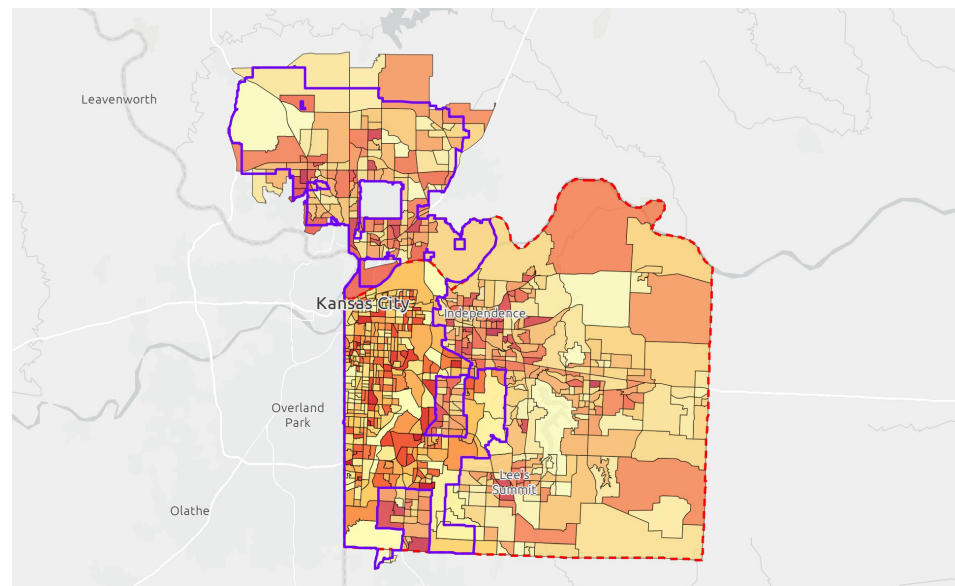 Leavenworth
Kansas City
Independence
Overland
Park
Lee's
Summit
Olathe